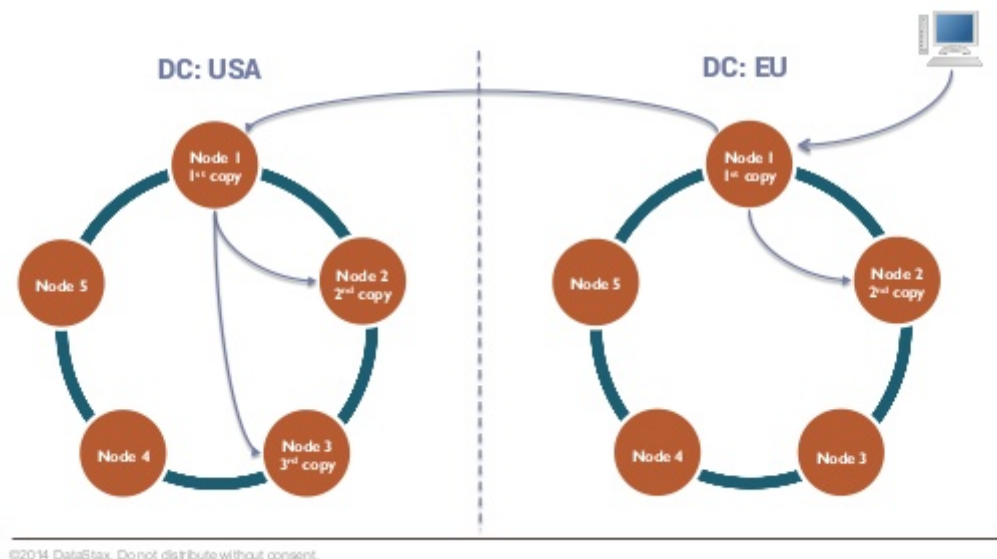 DC: USA
DC: EU
Node 1
1st copy
Node 2
2nd copy
Node 3
3rd copy
Node 4
Node 5
Node 1
1st copy
Node 2
2nd copy
Node 3
Node 4
Node 5
©2014 DataStax. Do not distribute without consent.